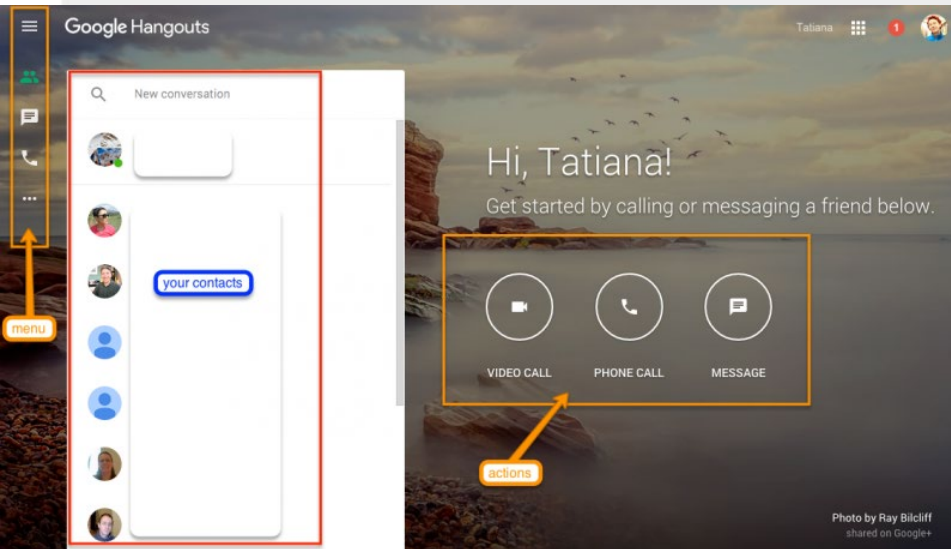 Google Hangouts
Tatiana
1
New conversation
Hi, Tatiana!
Get started by calling or messaging a friend below.
your contacts
menu
VIDEO CALL
PHONE CALL
MESSAGE
actions
Photo by Ray Bilcliff
shared on Google+